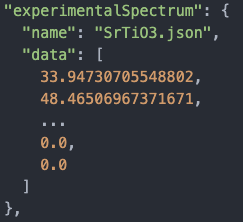 "experimentalSpectrum": {
"name": "SrTiO3.json",
"data": [
33.94730705548802,
48.46506967371671,
...
0.0,
0.0
]
},